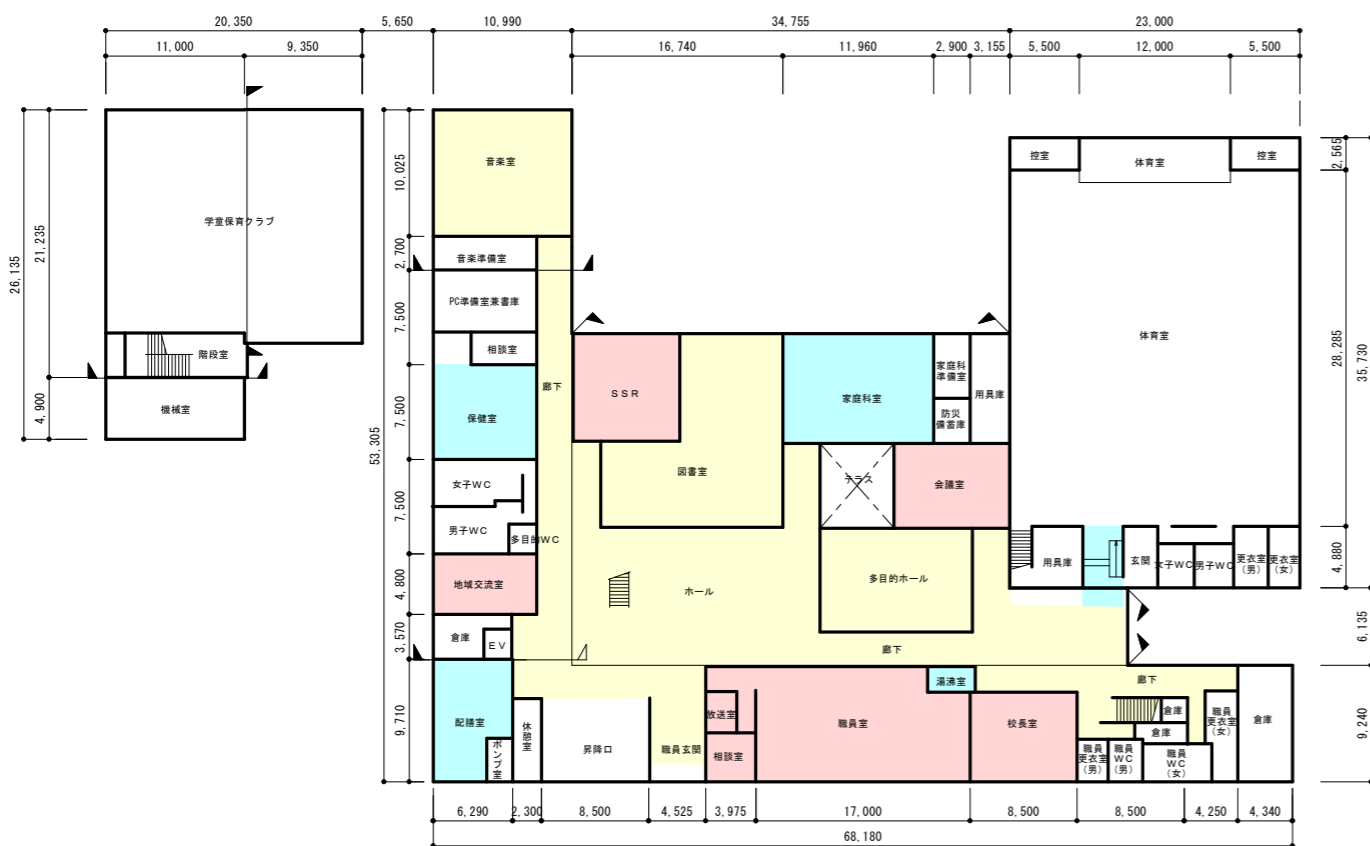 20,350
5,650
10,990
34,755
23,000
11,000
9,350
16,740
11,960
2,900
3,155
5,500
12,000
5,500
26,135
21,235
4,900
学童保育クラブ
階段室
機械室
53,305
10,025
2,700
7,500
7,500
7,500
4,800
3,570
9,710
音楽室
音楽準備室
PC準備室兼書庫
相談室
保健室
女子WC
男子WC
多目的WC
地域交流室
倉庫
EV
配膳室
ポンプ室
休憩室
廊下
SSR
図書室
家庭科室
家庭科
準備室
防災
備蓄庫
用具庫
テラス
会議室
ホール
多目的ホール
廊下
昇降口
職員玄関
放送室
相談室
職員室
湯沸室
校長室
廊下
倉庫
倉庫
職員
更衣室
(男)
職員
WC
(男)
職員
WC
(女)
職員
更衣室
(女)
倉庫
控室
体育室
控室
体育室
用具庫
玄関
女子WC
男子WC
更衣室
(男)
更衣室
(女)
2,565
28,285
35,730
4,880
6,135
9,240
6,290
2,300
8,500
4,525
3,975
17,000
8,500
8,500
4,250
4,340
68,180